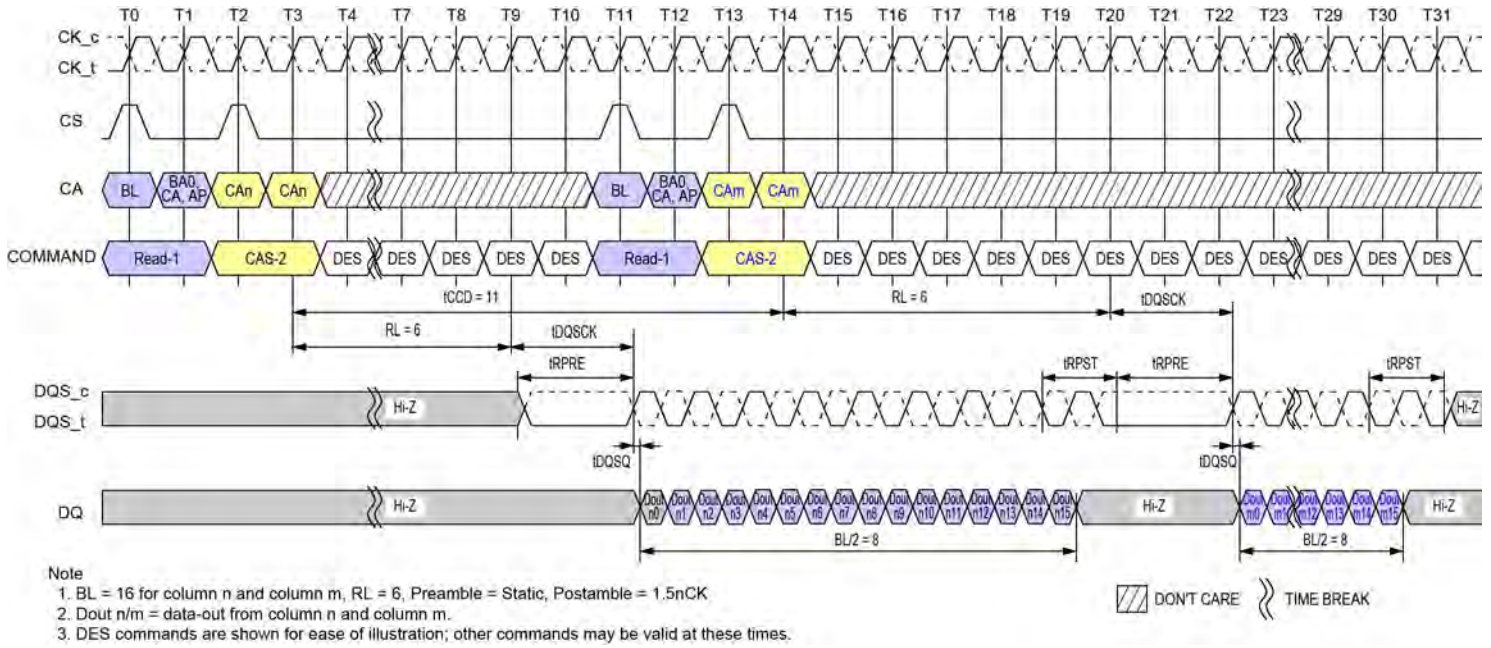 T0 T1 T2 T3 T4 T7 T8 T9 T10 T11 T12 T13 T14 T15 T16 T17 T18 T19 T20 T21 T22 T23 T29 T30 T31
CK_c
CK_t
CS
CA BL BA0, CA, AP CAn CAn BL BA0, CA, AP CAm CAm
COMMAND Read-1 CAS-2 DES DES DES DES DES Read-1 CAS-2 DES DES DES DES DES DES DES DES DES DES DES DES
tCCD = 11 RL = 6 tDQSCK
RL = 6 tDQSCK
tRPRE tRPST tRPRE tRPST
DQS_c
DQS_t
Hi-Z Hi-Z
tDQSQ tDQSQ
DQ Hi-Z Dout n0 Dout n1 Dout n2 Dout n3 Dout n4 Dout n5 Dout n6 Dout n7 Dout n8 Dout n9 Dout n10 Dout n11 Dout n12 Dout n13 Dout n14 Dout n15 Hi-Z Dout m0 Dout m1 Dout m12 Dout m13 Dout m14 Dout m15 Hi-Z
BL/2 = 8 BL/2 = 8
Note
1. BL = 16 for column n and column m, RL = 6, Preamble = Static, Postamble = 1.5nCK
2. Dout n/m = data-out from column n and column m.
3. DES commands are shown for ease of illustration; other commands may be valid at these times.
DON'T CARE TIME BREAK